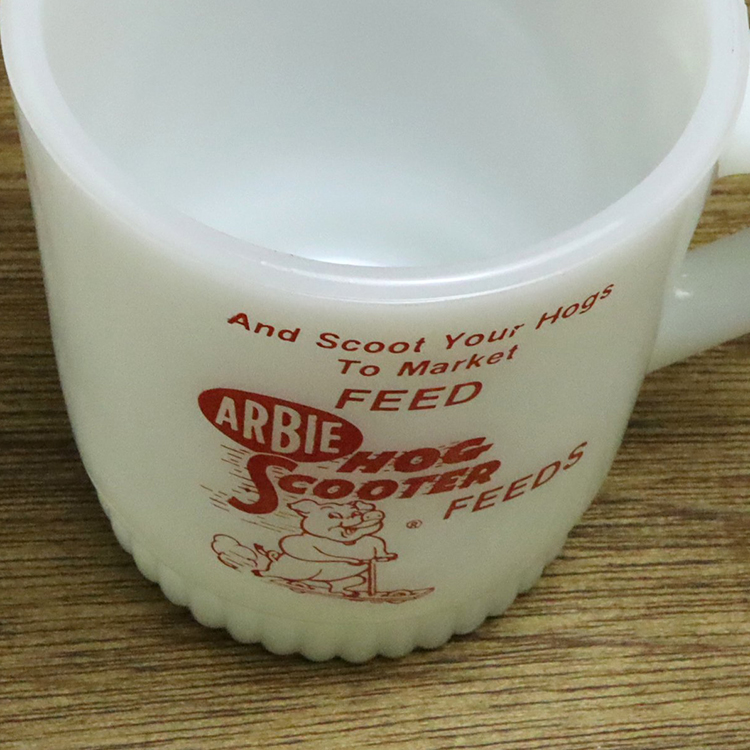 And Scoot Your Hogs
To Market
FEED
ARBIE
HOG
SCOOTER
FEEDS
®